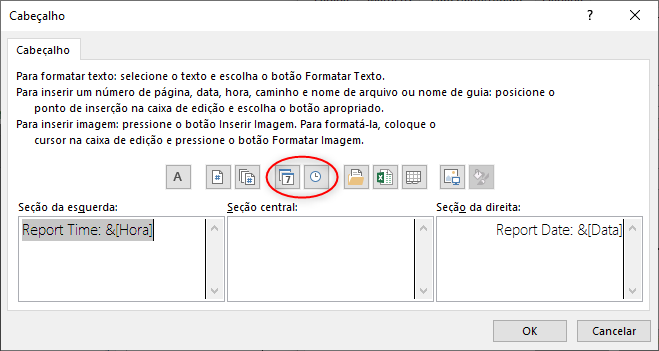 Cabeçalho
?
Cabeçalho
Para formatar texto: selecione o texto e escolha o botão Formatar Texto.
Para inserir um número de página, data, hora, caminho e nome de arquivo ou nome de guia: posicione o
ponto de inserção na caixa de edição e escolha o botão apropriado.
Para inserir imagem: pressione o botão Inserir Imagem. Para formatá-la, coloque o
cursor na caixa de edição e pressione o botão Formatar Imagem.
A # # 7
Seção da esquerda: Seção central: Seção da direita:
Report Time: &[Hora] Report Date: &[Data]
OK Cancelar